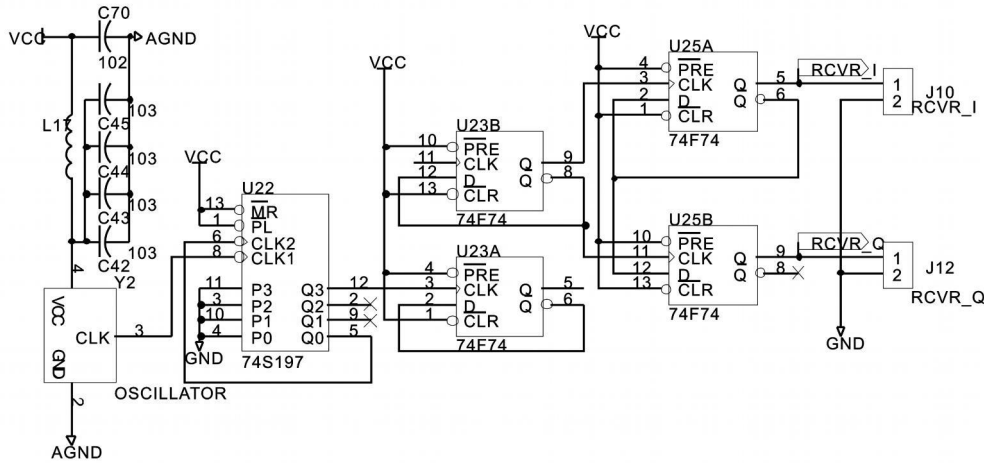 C70
VCC
AGND
102
103
C45
L17
103
C44
103
C43
103
C42
4
Y2
VCC
CLK
3
GND
OSCILLATOR
2
AGND
VCC
U22
13
MR
1
PL
6
CLK2
8
CLK1
11
P3
Q3
12
3
P2
Q2
2
10
P1
Q1
9
4
P0
Q0
5
GND
74S197
VCC
U23B
10
PRE
11
CLK
Q
9
12
D
Q
8
13
CLR
74F74
U23A
4
PRE
3
CLK
Q
5
2
D
Q
6
1
CLR
74F74
VCC
U25A
4
PRE
3
CLK
Q
5
2
D
Q
6
1
CLR
74F74
RCVR_I
1
2
J10
RCVR_I
U25B
10
PRE
11
CLK
Q
9
12
D
Q
8
13
CLR
74F74
RCVR_Q
1
2
J12
RCVR_Q
GND